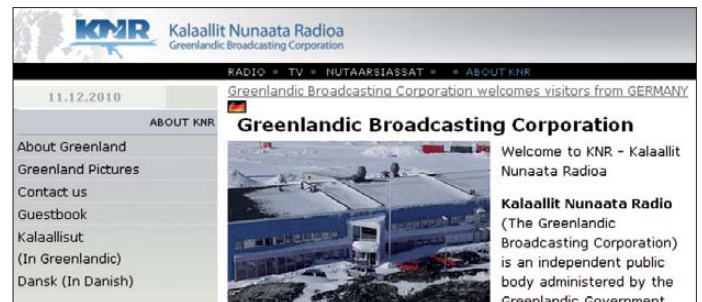 KNR Kalaallit Nunaata Radioa
Greenlandic Broadcasting Corporation
RADIO TV NUTAARSIASSAT ABOUT KNR
11.12.2010
ABOUT KNR
About Greenland
Greenland Pictures
Contact us
Guestbook
Kalaallisut
(In Greenlandic)
Dansk (In Danish)
Greenlandic Broadcasting Corporation welcomes visitors from GERMANY
Greenlandic Broadcasting Corporation
Welcome to KNR – Kalaallit
Nunaata Radioa
Kalaallit Nunaata Radio
(The Greenlandic
Broadcasting Corporation)
is an independent public
body administered by the
Greenlandic Government